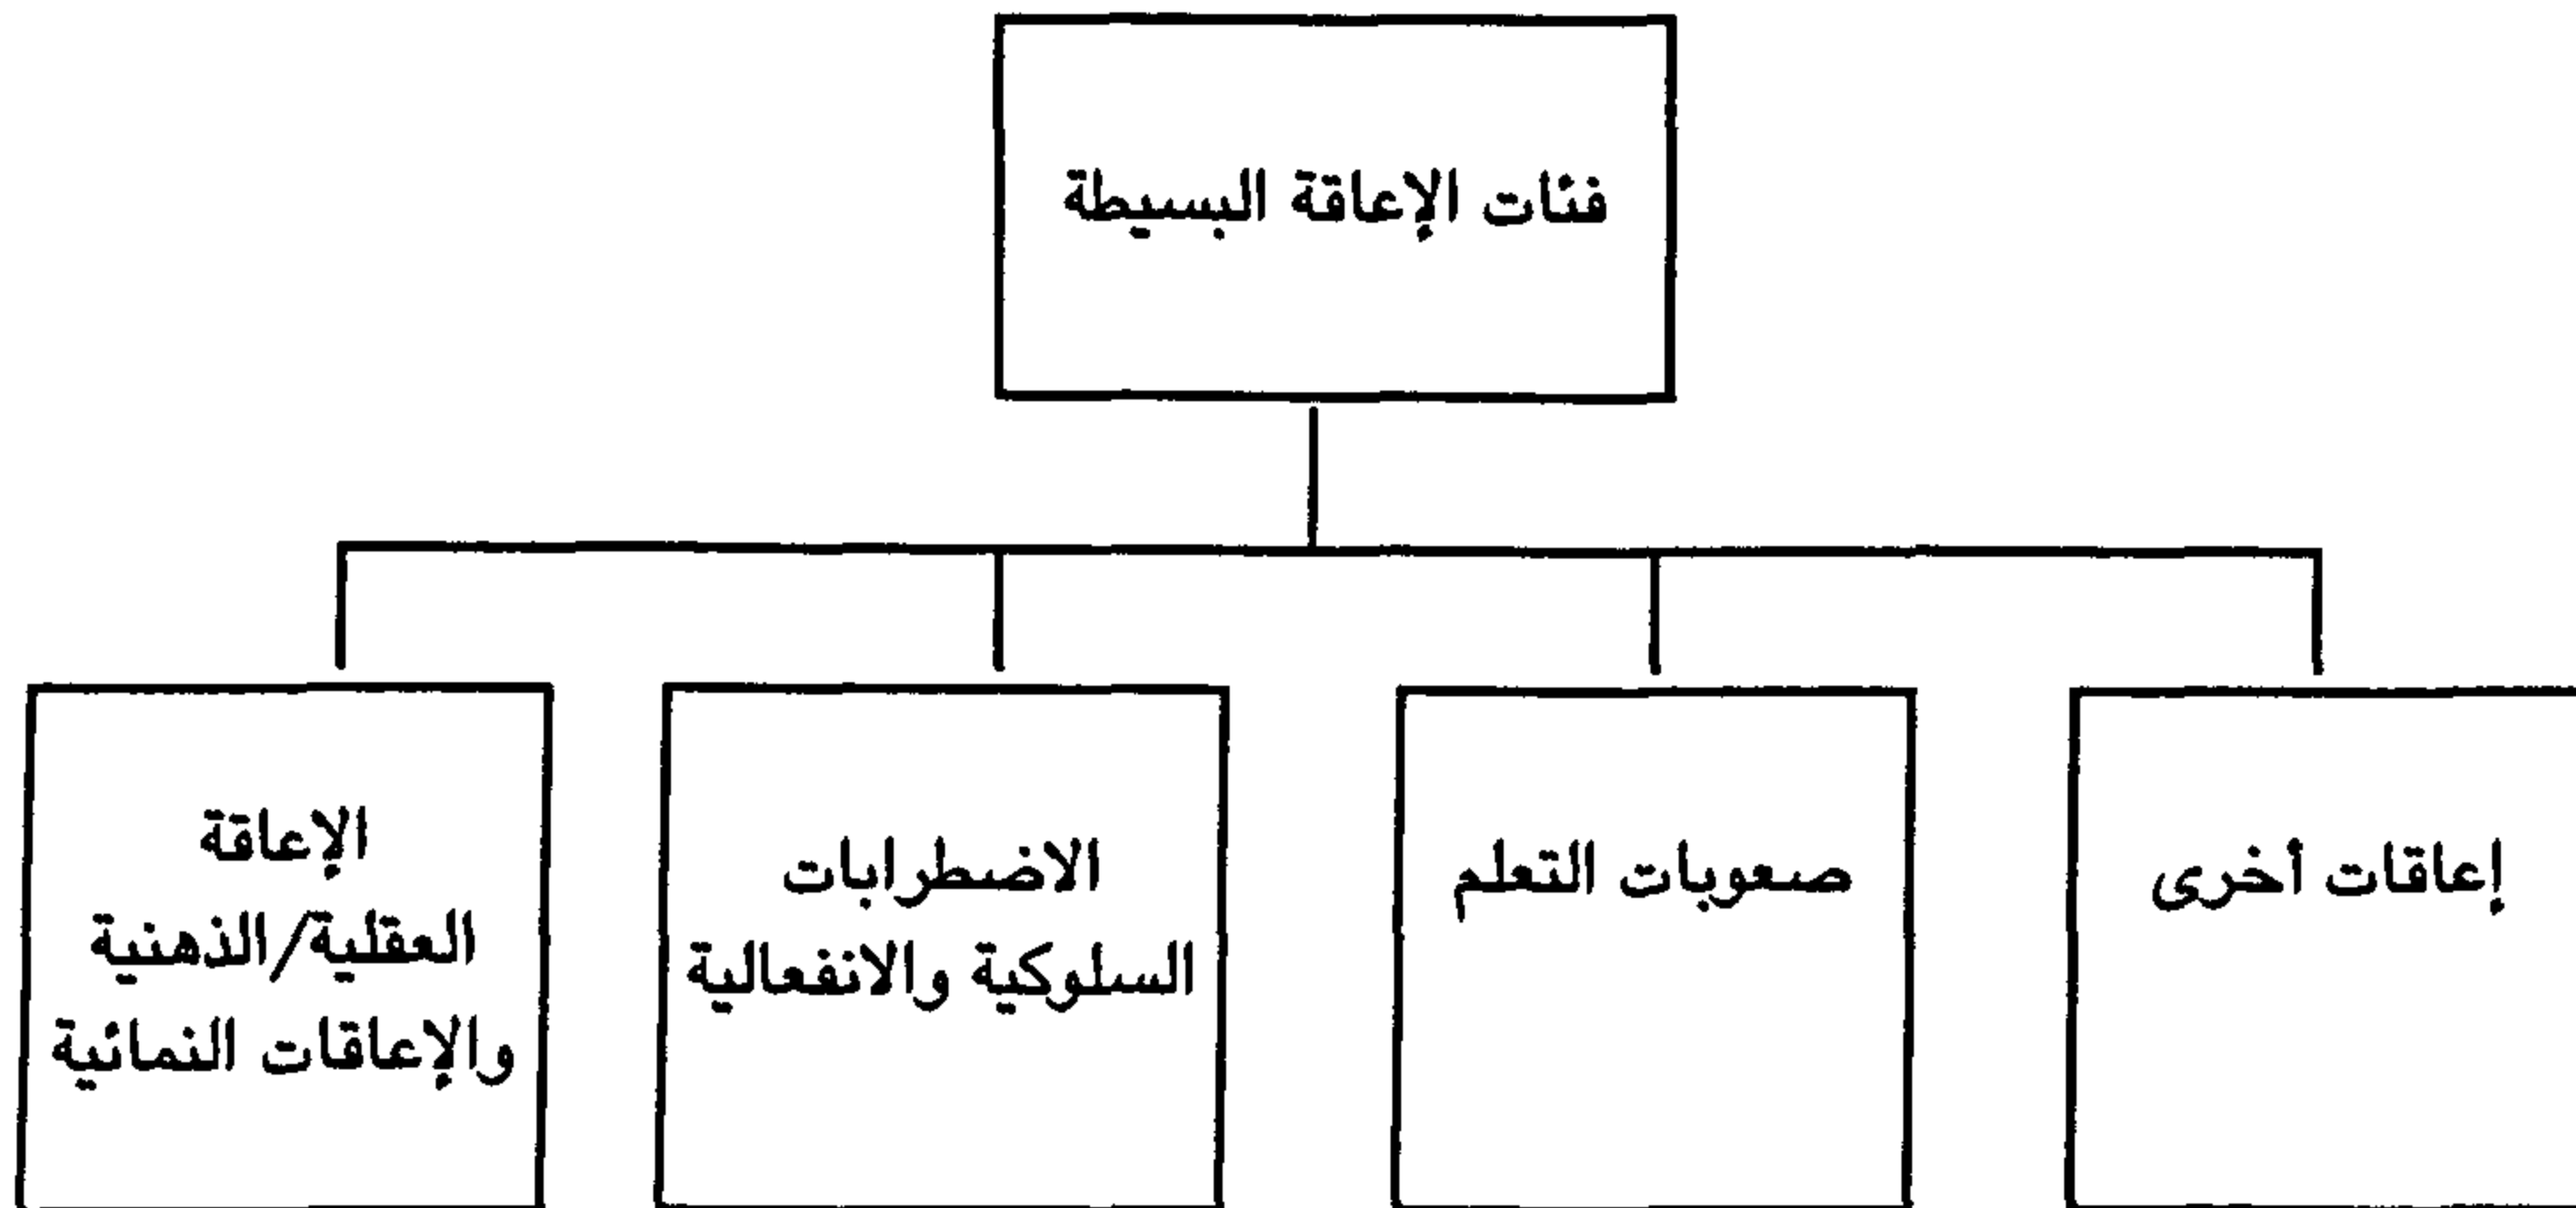 فئات الإعاقة البسيطة
إعاقات أخرى
صعوبات التعلم
الاضطرابات
السلوكية والانفعالية
الإعاقة
العقلية/الذهنية
والإعاقات النمائية